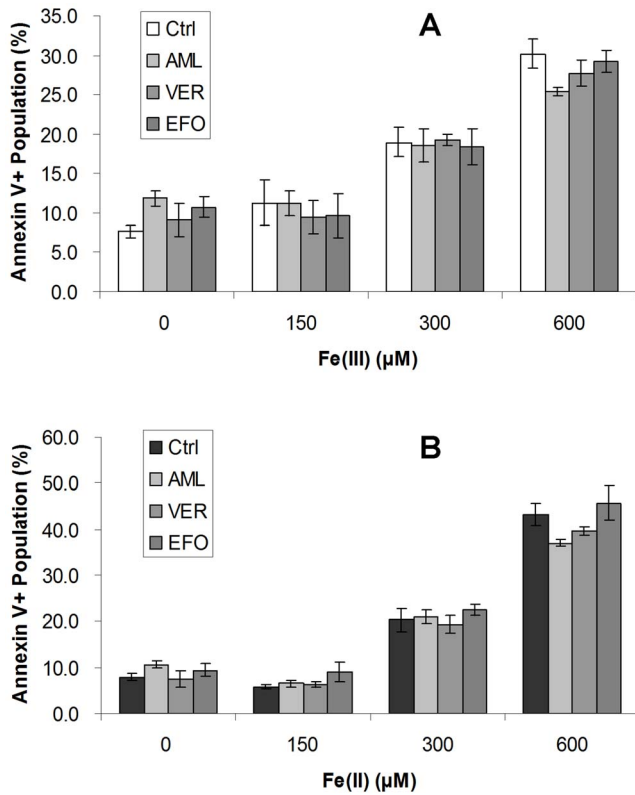 A
Ctrl
AML
VER
EFO
Annexin V+ Population (%)
35.0
30.0
25.0
20.0
15.0
10.0
5.0
0.0
0 150 300 600
Fe(III) (µM)
B
Ctrl
AML
VER
EFO
Annexin V+ Population (%)
60.0
50.0
40.0
30.0
20.0
10.0
0.0
0 150 300 600
Fe(II) (µM)